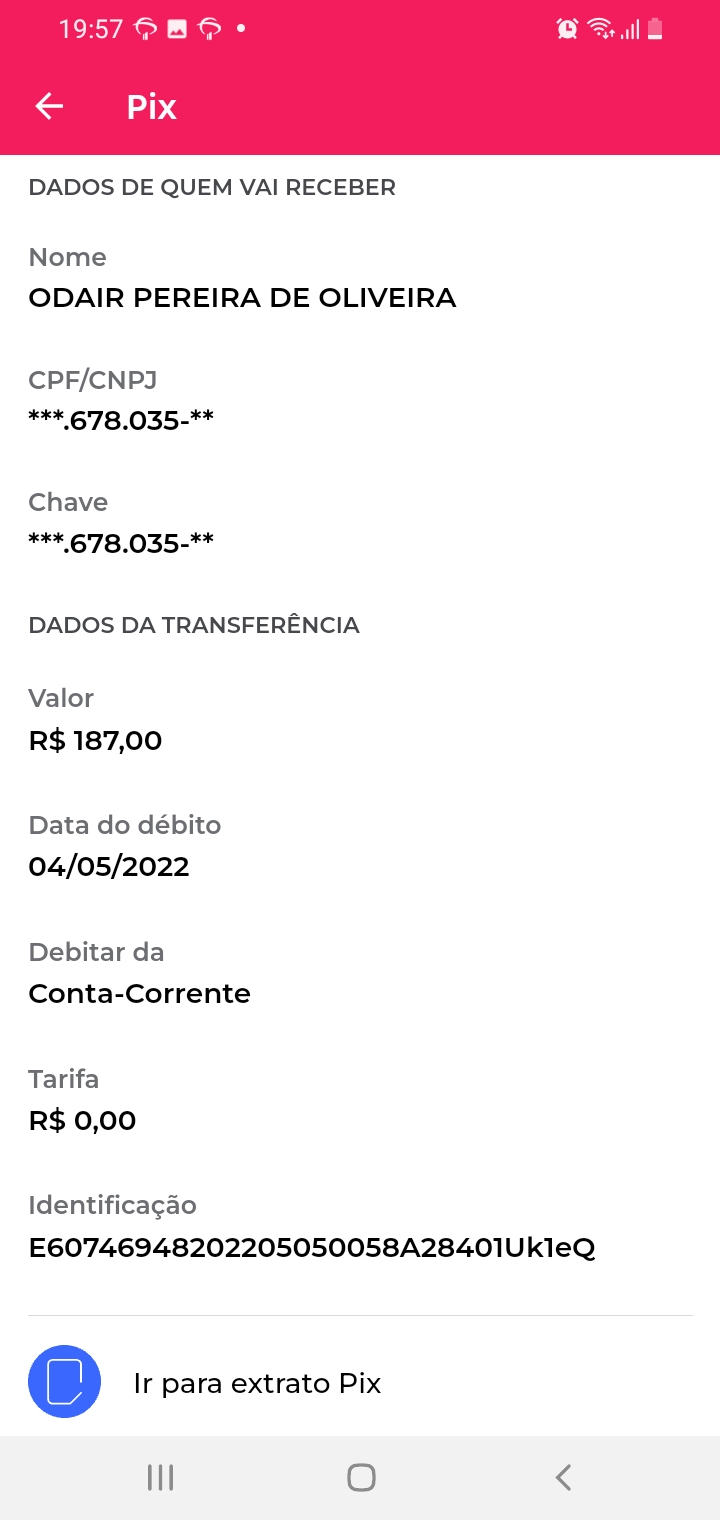 19:57
Pix
DADOS DE QUEM VAI RECEBER
Nome
ODAIR PEREIRA DE OLIVEIRA
CPF/CNPJ
***.678.035-**
Chave
***.678.035-**
DADOS DA TRANSFERÊNCIA
Valor
R$ 187,00
Data do débito
04/05/2022
Debitar da
Conta-Corrente
Tarifa
R$ 0,00
Identificação
E60746948202205050058A28401Uk1eQ
Ir para extrato Pix